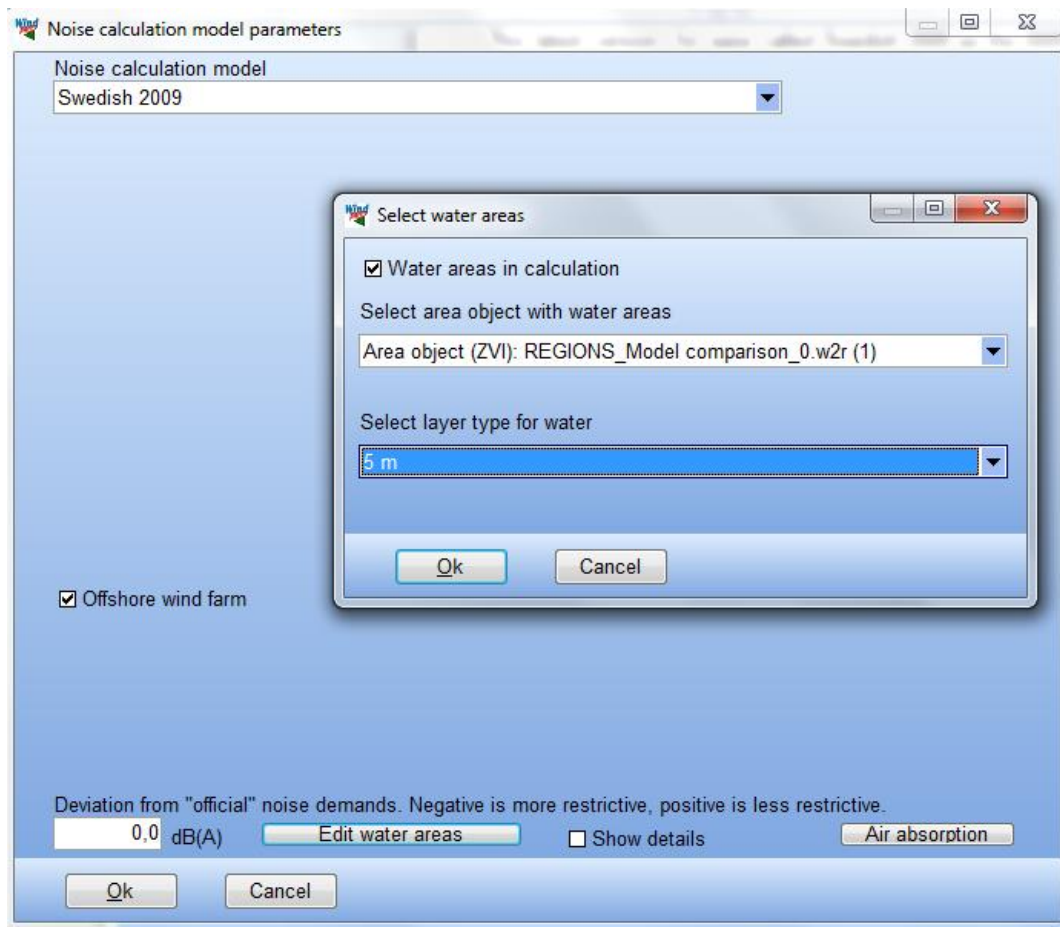 Noise calculation model parameters
Noise calculation model
Swedish 2009
Select water areas
Water areas in calculation
Select area object with water areas
Area object (ZVI): REGIONS_Model comparison_0.w2r (1)
Select layer type for water
5 m
Ok Cancel
Offshore wind farm
Deviation from "official" noise demands. Negative is more restrictive, positive is less restrictive.
0,0 dB(A) Edit water areas Show details Air absorption
Ok Cancel